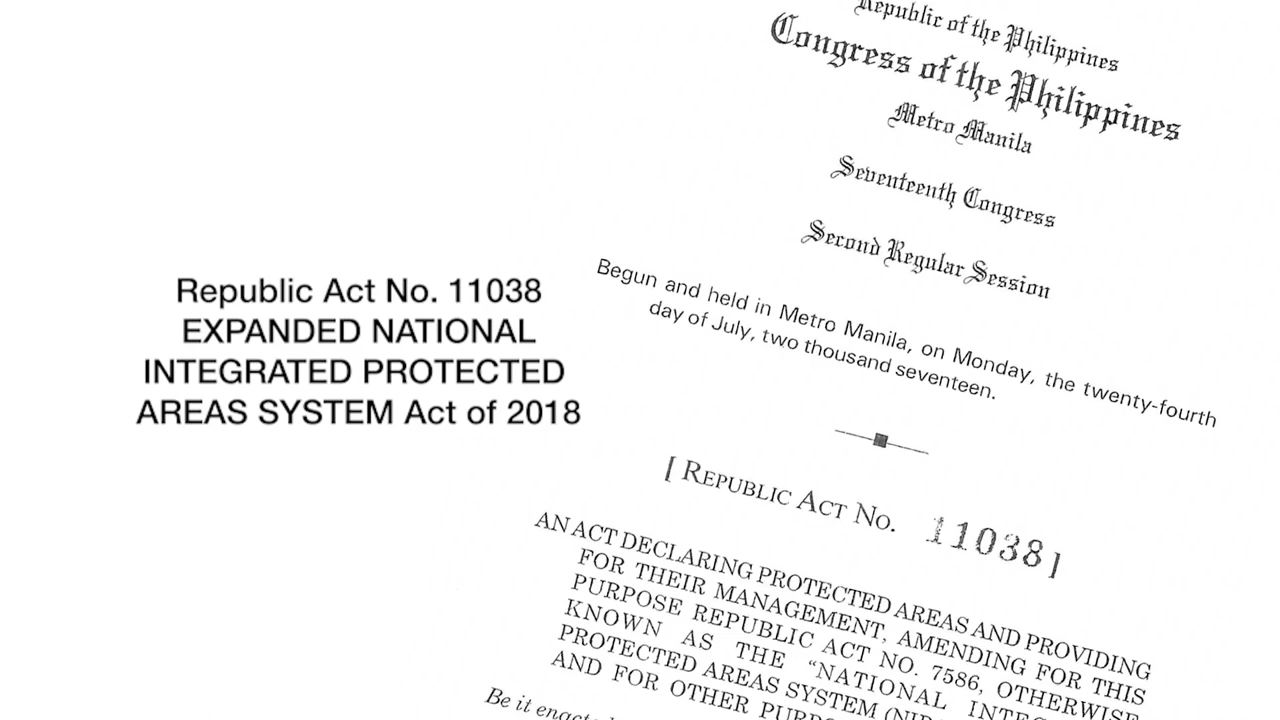 Republic Act No. 11038
EXPANDED NATIONAL
INTEGRATED PROTECTED
AREAS SYSTEM Act of 2018
Republic of the Philippines
Congress of the Philippines
Metro Manila
Seventeenth Congress
Second Regular Session
Begun and held in Metro Manila, on Monday, the twenty-fourth
day of July, two thousand seventeen.
[ REPUBLIC ACT NO. 11038 ]
AN ACT DECLARING PROTECTED AREAS AND PROVIDING
FOR THEIR MANAGEMENT, AMENDING FOR THIS
PURPOSE REPUBLIC ACT NO. 7586, OTHERWISE
KNOWN AS THE "NATIONAL
PROTECTED AREAS SYSTEM
AND FOR OTHER
Be it